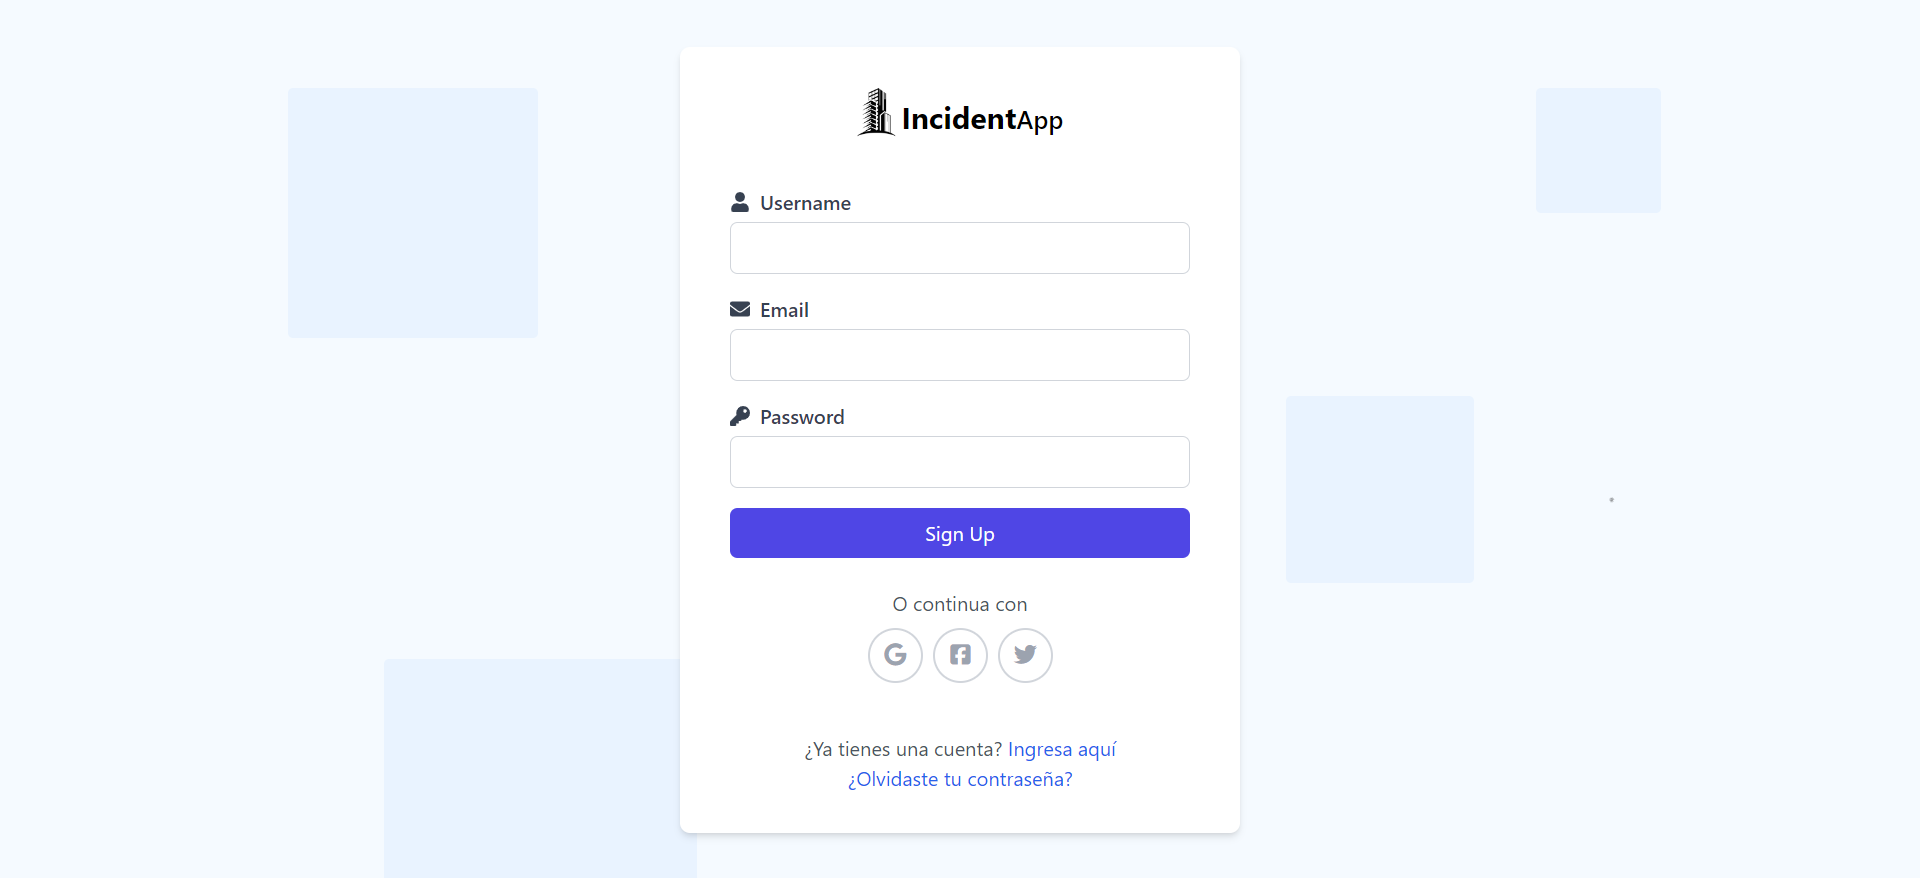 IncidentApp
Username
Email
Password
Sign Up
O continua con
¿Ya tienes una cuenta? Ingresa aquí
¿Olvidaste tu contraseña?